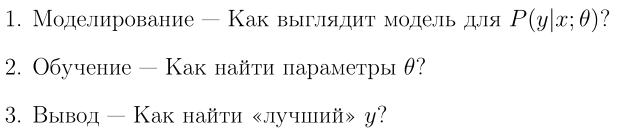 1. Моделирование — Как выглядит модель для P(y|x; θ)?
2. Обучение — Как найти параметры θ?
3. Вывод — Как найти «лучший» y?